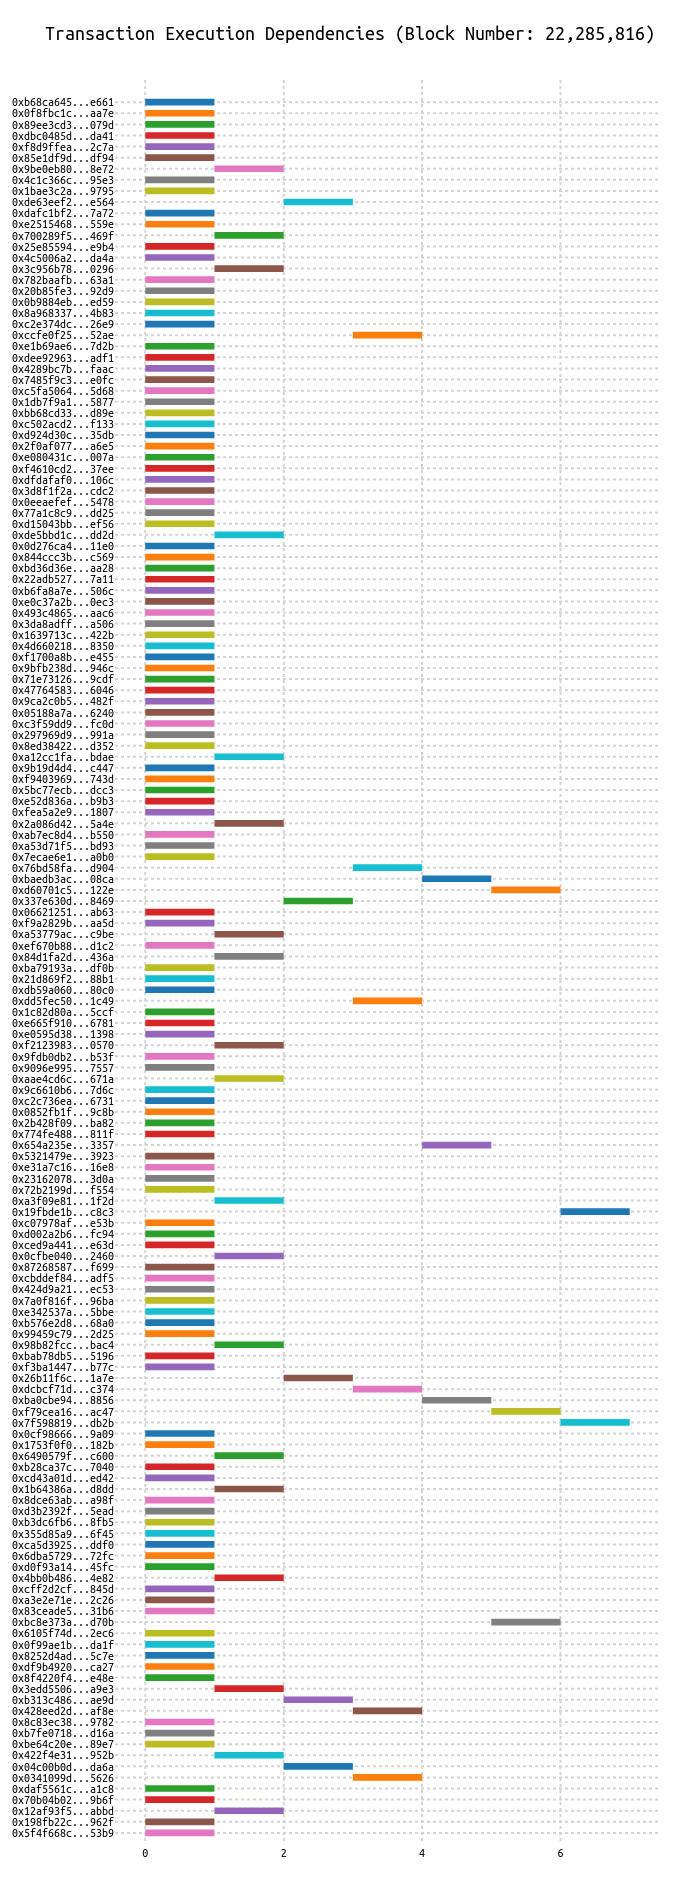 Transaction Execution Dependencies (Block Number: 22,285,816)
0xb68ca645...e661
0x0f8fbc1c...aa7e
0x89ee3cd3...079d
0xdbc0485d...da41
0xf8d9ffea...2c7a
0x85e1df9d...df94
0x9be0eb80...8e72
0x4c1c366c...95e3
0x1bae3c2a...9795
0xde63eef2...e564
0xdafc1bf2...7a72
0xe2515468...559e
0x700289f5...469f
0x25e85594...e9b4
0x4c5006a2...da4a
0x3c956b78...0296
0x782baafb...63a1
0x20b85fe3...92d9
0x0b9884eb...ed59
0x8a968337...4b83
0xc2e374dc...26e9
0xccfe0f25...52ae
0xe1b69ae6...7d2b
0xdee92963...adf1
0x4289bc7b...faac
0x7485f9c3...e0fc
0xc5fa5064...5d68
0x1db7f9a1...5877
0xbb68cd33...d89e
0xc502acd2...f133
0xd924d30c...35db
0x2f0af077...a6e5
0xe080431c...007a
0xf4610cd2...37ee
0xdfdafaf0...106c
0x3d8f1f2a...cdc2
0x0eeaefef...5478
0x77a1c8c9...dd25
0xd15043bb...ef56
0xde5bbd1c...dd2d
0x0d276ca4...11e0
0x844ccc3b...c569
0xbd36d36e...aa28
0x22adb527...7a11
0xb6fa8a7e...506c
0xe0c37a2b...0ec3
0x493c4865...aac6
0x3da8adff...a506
0x1639713c...422b
0x4d660218...8350
0xf1700a8b...e455
0x9bfb238d...946c
0x71e73126...9cdf
0x47764583...6046
0x9ca2c0b5...482f
0x05188a7a...6240
0xc3f59dd9...fc0d
0x297969d9...991a
0x8ed38422...d352
0xa12cc1fa...bdae
0x9b19d4d4...c447
0xf9403969...743d
0x5bc77ecb...dcc3
0xe52d836a...b9b3
0xfea5a2e9...1807
0x2a086d42...5a4e
0xab7ec8d4...b550
0xa53d71f5...bd93
0x7ecae6e1...a0b0
0x76bd58fa...d904
0xbaedb3ac...08ca
0xd60701c5...122e
0x337e630d...8469
0x06621251...ab63
0xf9a2829b...aa5d
0xa53779ac...c9be
0xef670b88...d1c2
0x84d1fa2d...436a
0xba79193a...df0b
0x21d869f2...88b1
0xdb59a060...80c0
0xdd5fec50...1c49
0x1c82d80a...5ccf
0xe665f910...6781
0xe0595d38...1398
0xf2123983...0570
0x9fdb0db2...b53f
0x9096e995...7557
0xaae4cd6c...671a
0x9c6610b6...7d6c
0xc2c736ea...6731
0x0852fb1f...9c8b
0x2b428f09...ba82
0x774fe488...811f
0x654a235e...3357
0x5321479e...3923
0xe31a7c16...16e8
0x23162078...3d0a
0x72b2199d...f554
0xa3f09e81...1f2d
0x19fbde1b...c8c3
0xc07978af...e53b
0xd002a2b6...fc94
0xced9a441...e63d
0x0cfbe040...2460
0x87268587...f699
0xcbddef84...adf5
0x424d9a21...ec53
0x7a0f816f...96ba
0xe342537a...5bbe
0xb576e2d8...68a0
0x99459c79...2d25
0x98b82fcc...bac4
0xbab78db5...5196
0xf3ba1447...b77c
0x26b11f6c...1a7e
0xdcbcf71d...c374
0xba0cbe94...8856
0xf79cea16...ac47
0x7f598819...db2b
0x0cf98666...9a09
0x1753f0f0...182b
0x6490579f...c600
0xb28ca37c...7040
0xcd43a01d...ed42
0x1b64386a...d8dd
0x8dce63ab...a98f
0xd3b2392f...5ead
0xb3dc6fb6...8fb5
0x355d85a9...6f45
0xca5d3925...ddf0
0x6dba5729...72fc
0xd0f93a14...45fc
0x4bb0b486...4e82
0xcff2d2cf...845d
0xa3e2e71e...2c26
0x83ceade5...31b6
0xbc8e373a...d70b
0x6105f74d...2ec6
0x0f99ae1b...da1f
0x8252d4ad...5c7e
0xdf9b4920...ca27
0x8f4220f4...e48e
0x3edd5506...a9e3
0xb313c486...ae9d
0x428eed2d...af8e
0x8c83ec38...9782
0xb7fe0718...d16a
0xbe64c20e...89e7
0x422f4e31...952b
0x04c00b0d...da6a
0x0341099d...5626
0xdaf5561c...a1c8
0x70b04b02...9b6f
0x12af93f5...abbd
0x198fb22c...962f
0x5f4f668c...53b9
0 2 4 6